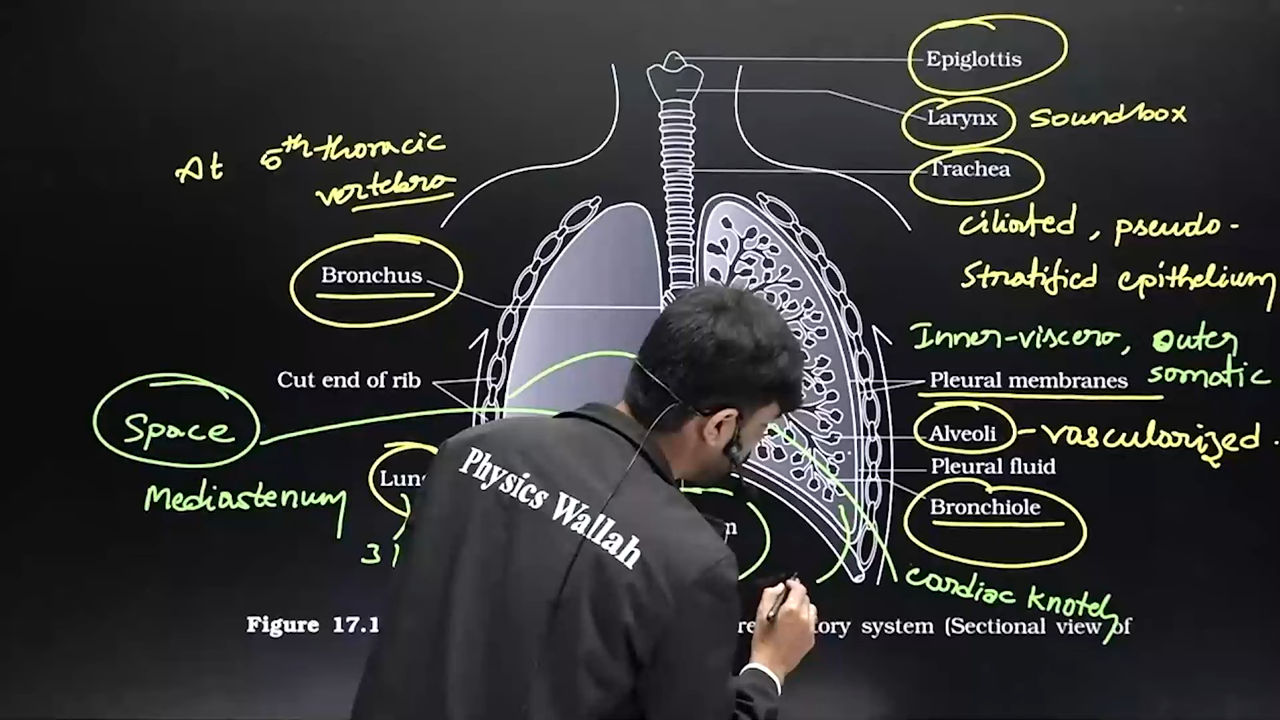 Epiglottis
Larynx soundbox
Trachea
ciliated, pseudo-
stratified epithelium
At 5th thoracic
vertebra
Bronchus
Inner-viscero, outer
somatic
Pleural membranes
Cut end of rib
Space
Mediastenum
Alveoli - vascularized.
Pleural fluid
Bronchiole
Lung
Physics Wallah
cardiac knotch
Figure 17.1
system (Sectional view of